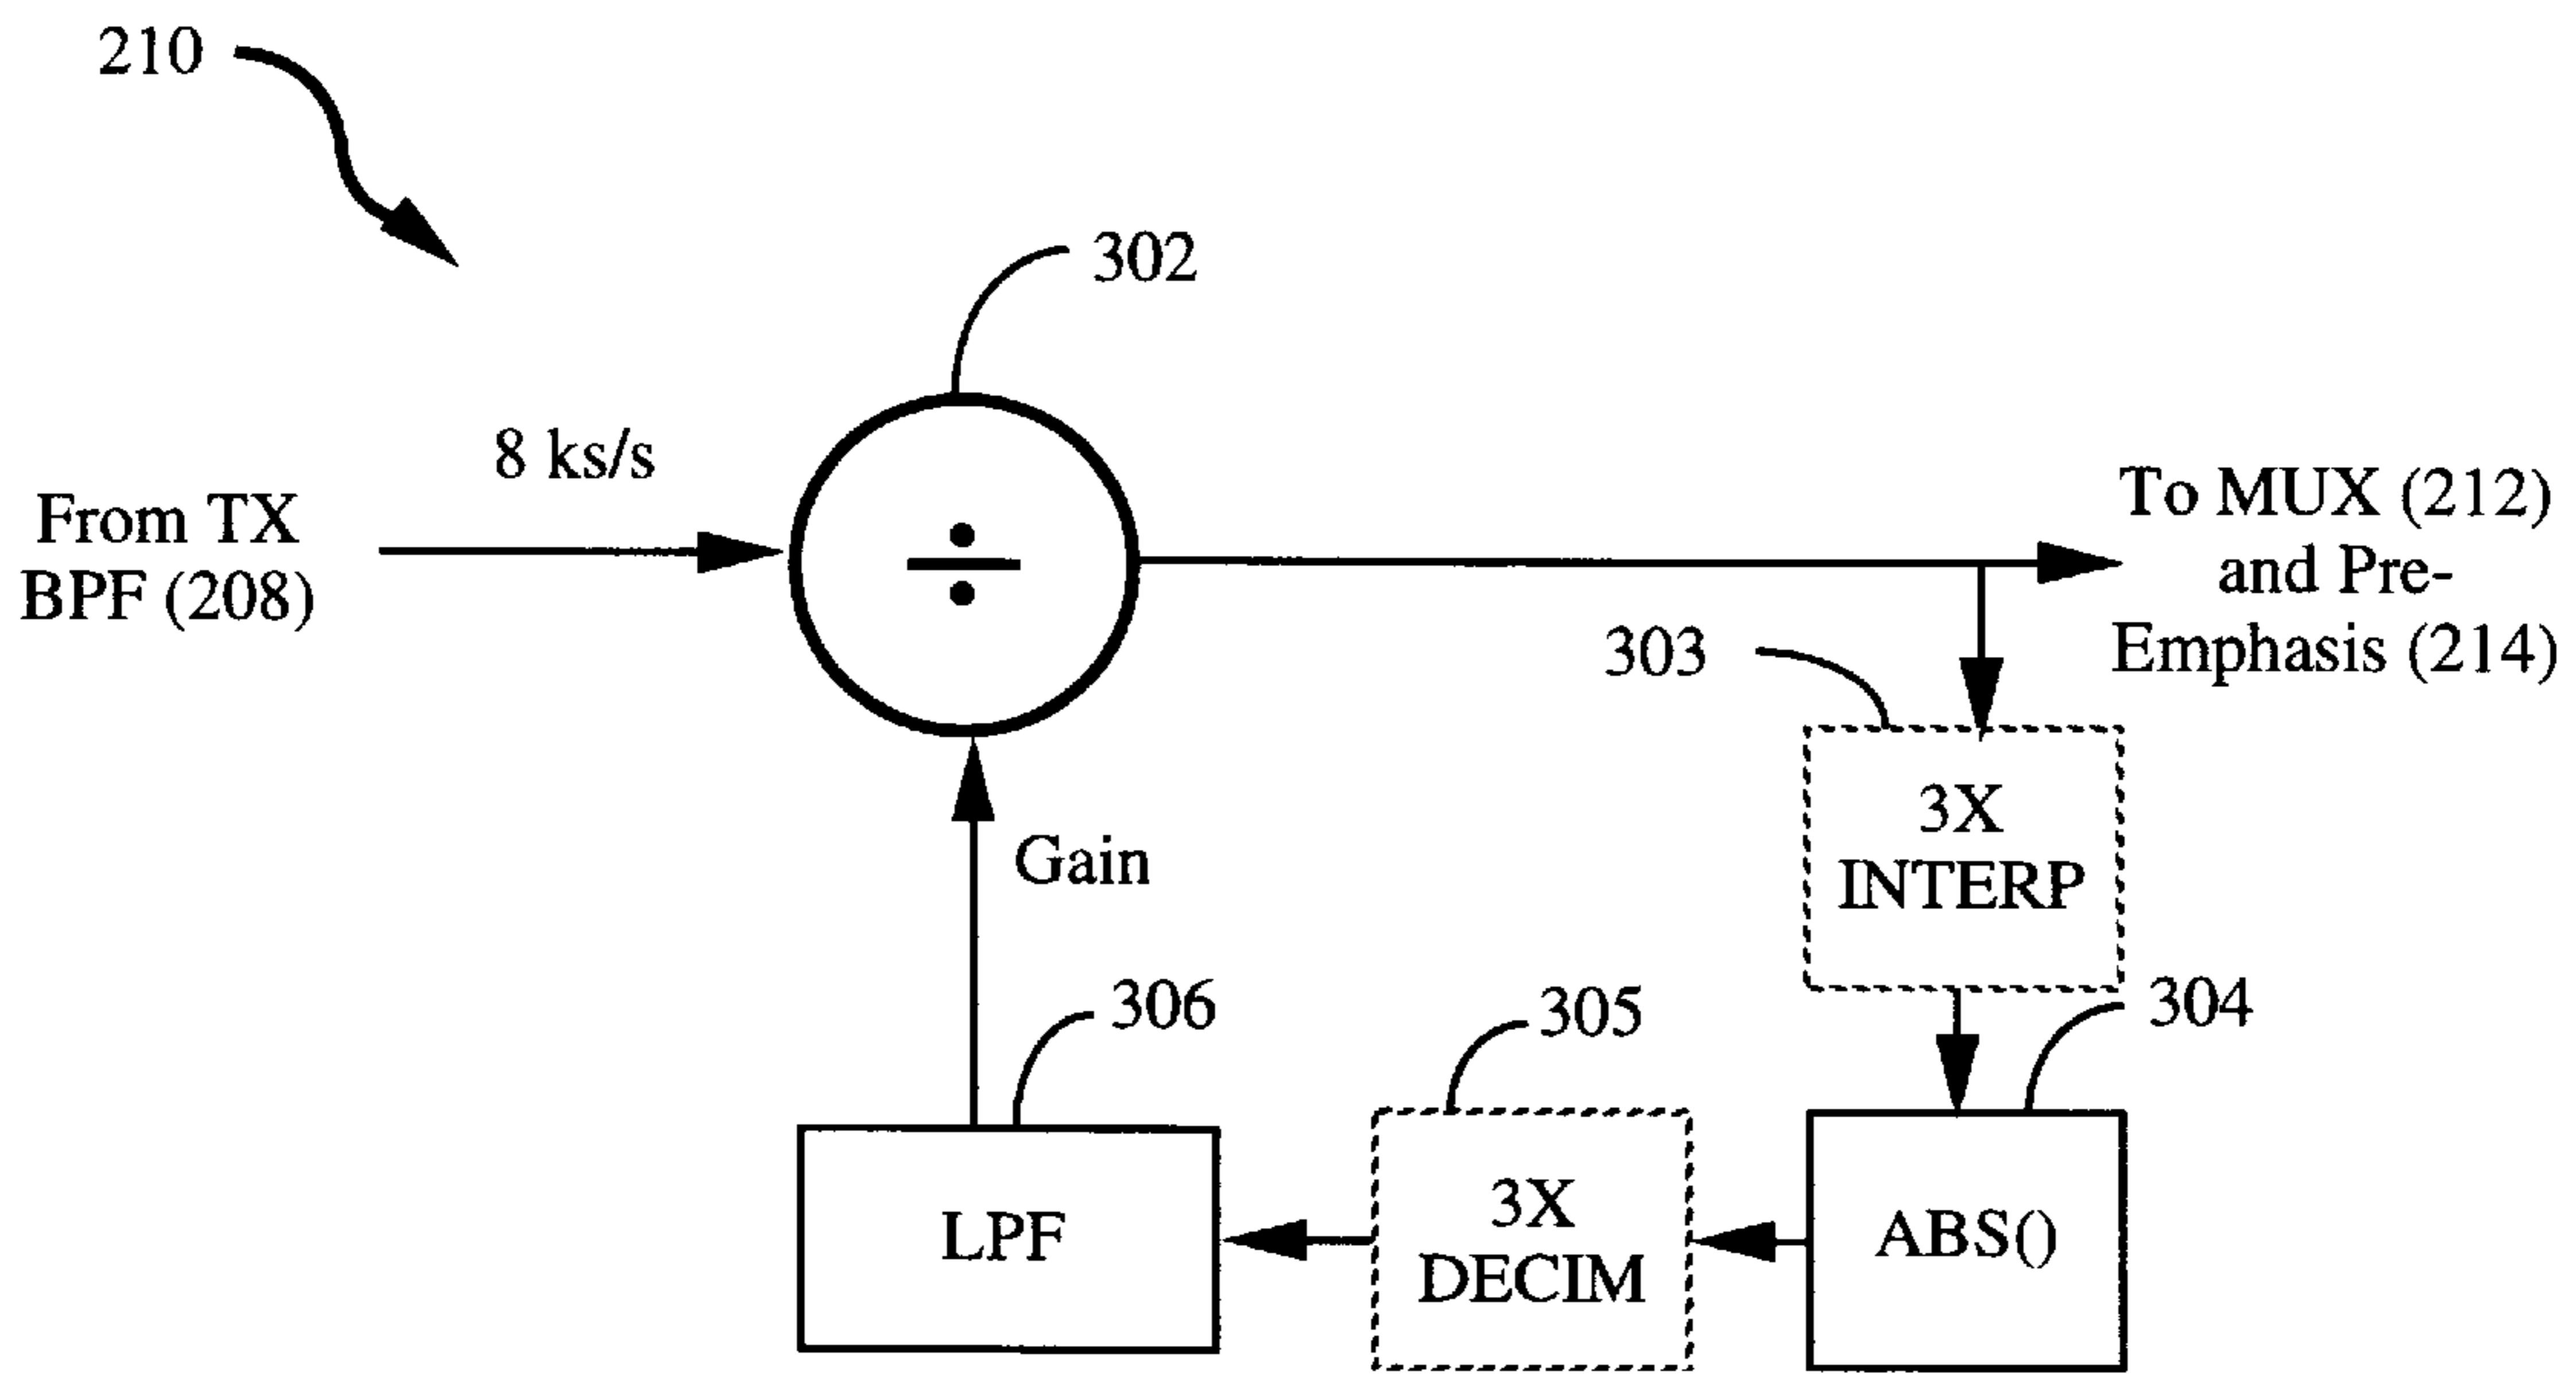 210
302
8 ks/s
From TX
BPF (208)
÷
To MUX (212)
and Pre-
Emphasis (214)
303
3X
INTERP
Gain
306
305
304
LPF
3X
DECIM
ABS()